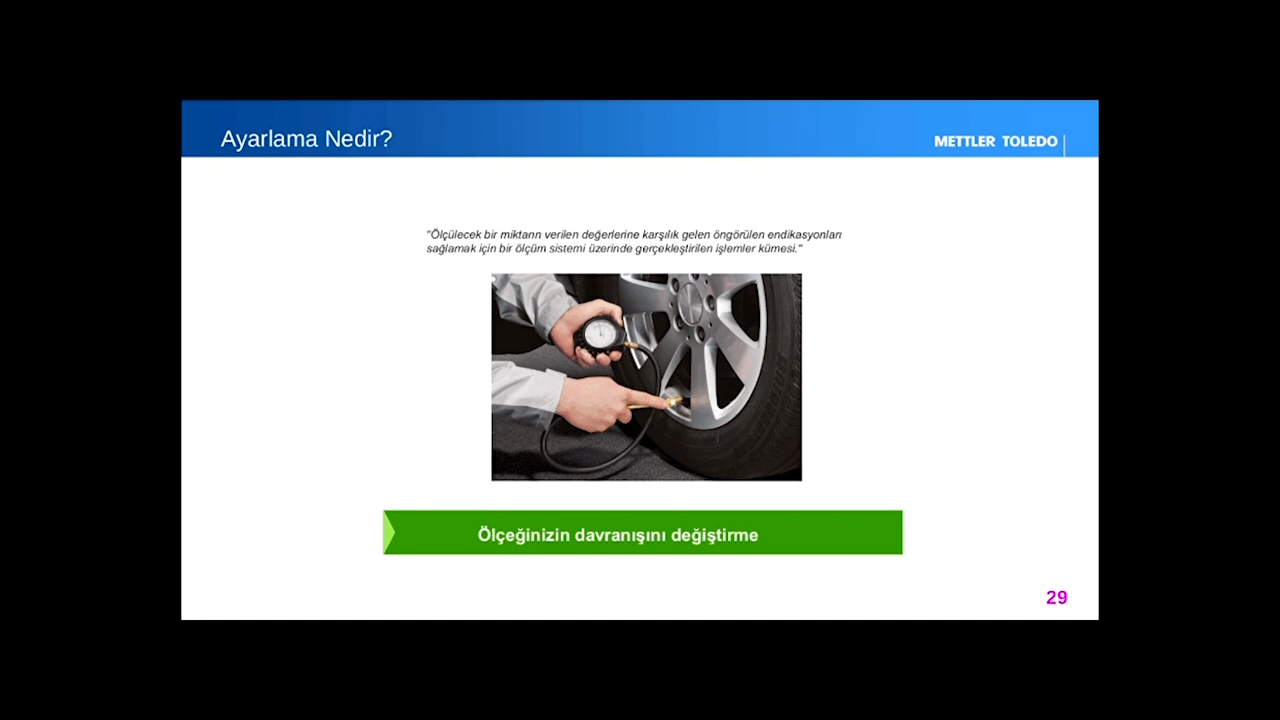 Ayarlama Nedir?
METTLER TOLEDO
"Ölçülecek bir miktarın verilen değerlerine karşılık gelen öngörülen endikasyonları
sağlamak için bir ölçüm sistemi üzerinde gerçekleştirilen işlemler kümesi."
Ölçeğinizin davranışını değiştirme
29